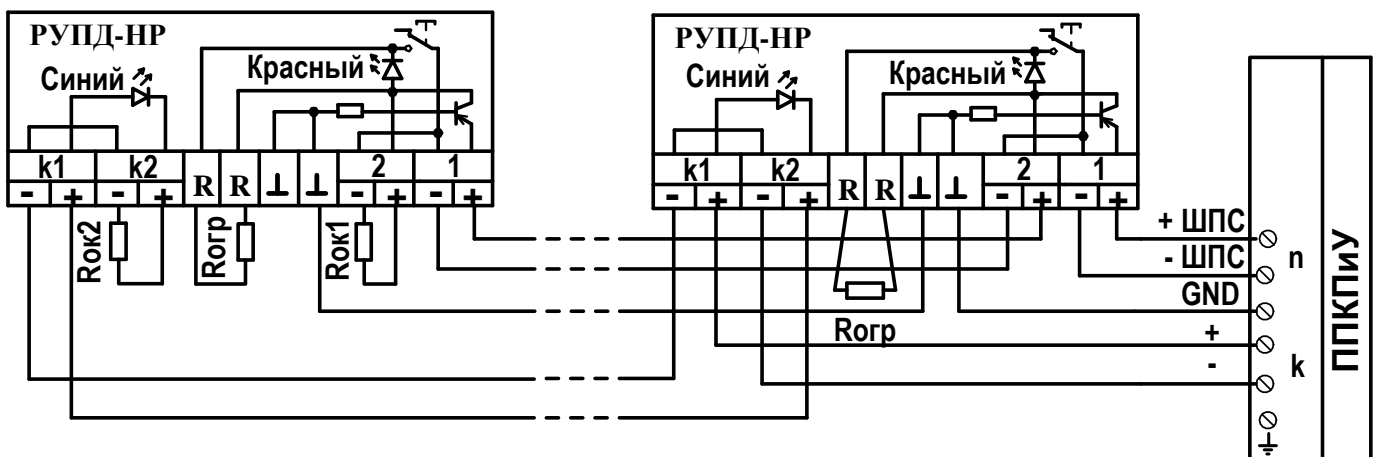 РУПД-НР
Синий
Красный
k1 k2 R R ⊥ ⊥ 2 1
- + - + - + - +
Rок2
Rогр
Rок1
РУПД-НР
Синий
Красный
k1 k2 R R ⊥ ⊥ 2 1
- + - + - + - +
Rогр
+ ШПС
- ШПС
n
GND
+
-
k
ППКПиУ